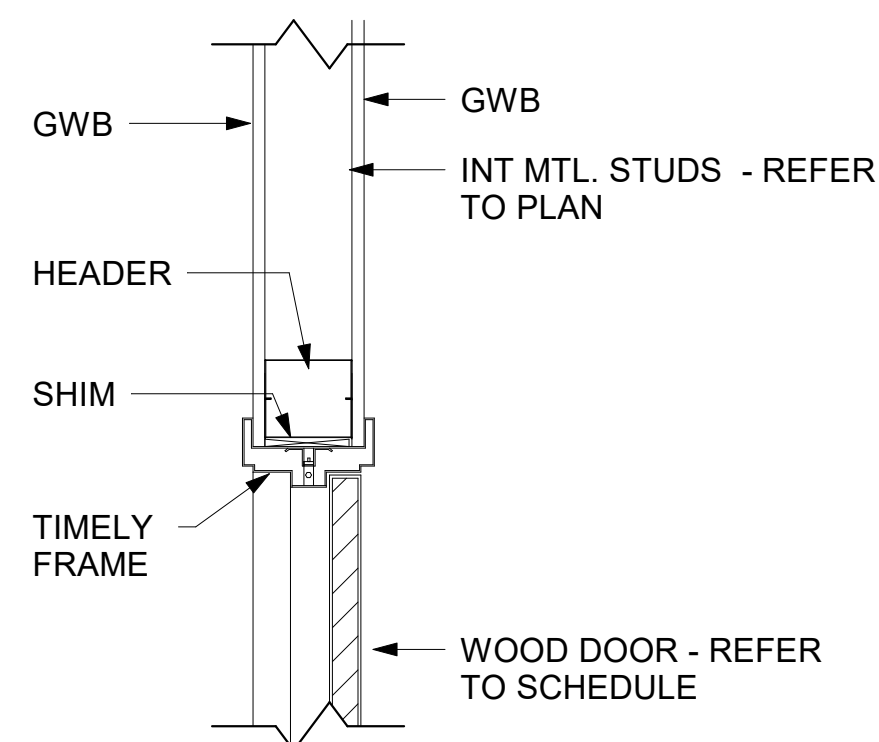 GWB
GWB
INT MTL. STUDS - REFER
TO PLAN
HEADER
SHIM
TIMELY
FRAME
WOOD DOOR - REFER
TO SCHEDULE